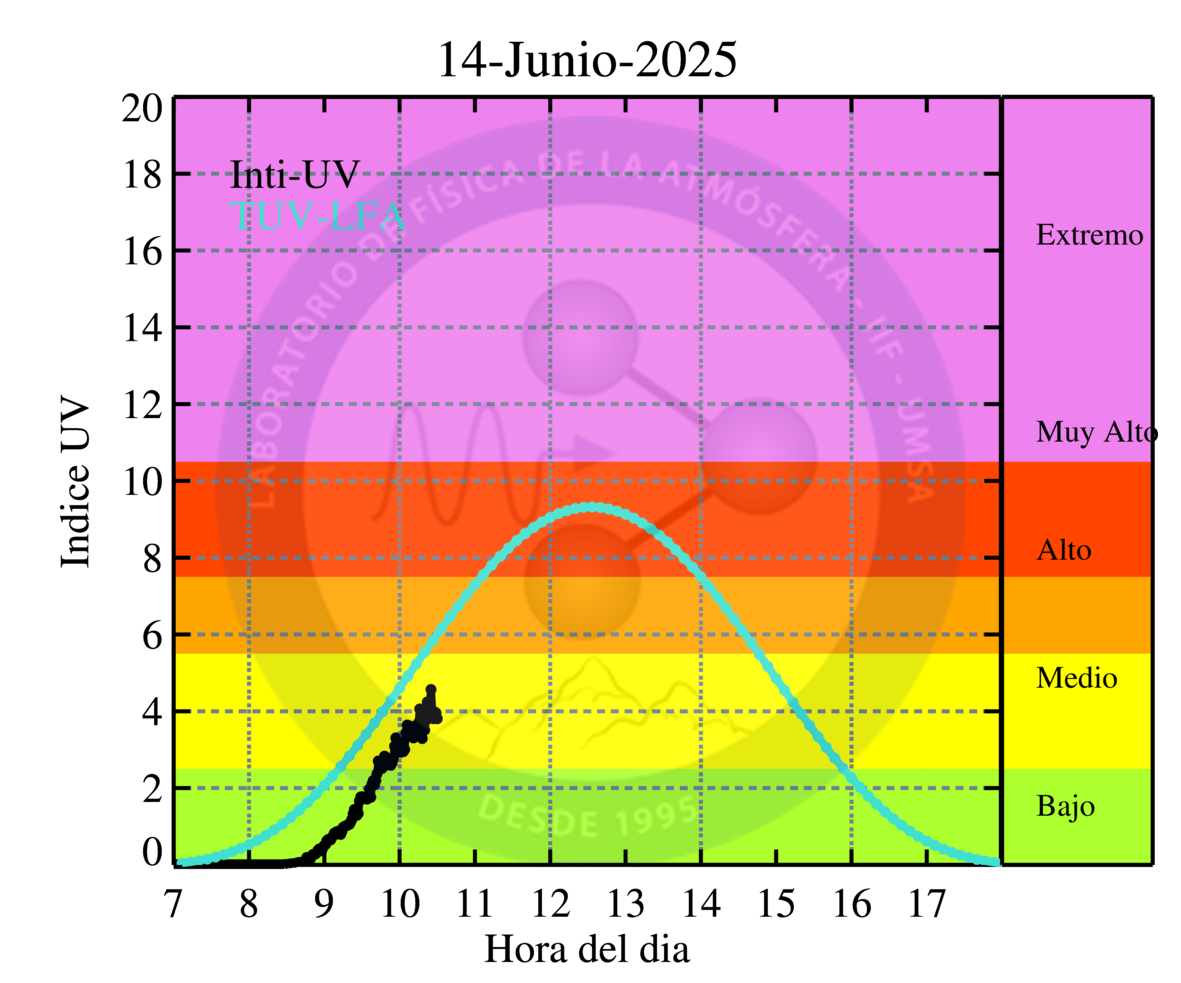 14-Junio-2025
Indice UV
20
18
16
14
12
10
8
6
4
2
0
Inti-UV
TUV-LFA
LABORATORIO DE FÍSICA DE LA ATMÓSFERA - IIF - UMSA
DESDE 1995
Extremo
Muy Alto
Alto
Medio
Bajo
7 8 9 10 11 12 13 14 15 16 17
Hora del dia